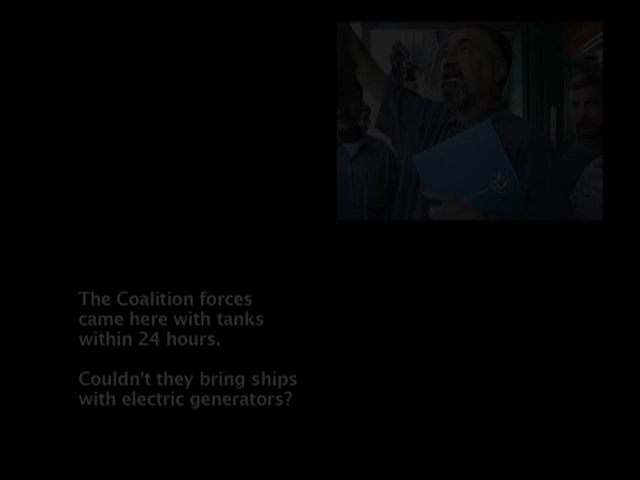 The Coalition forces
came here with tanks
within 24 hours.
Couldn't they bring ships
with electric generators?